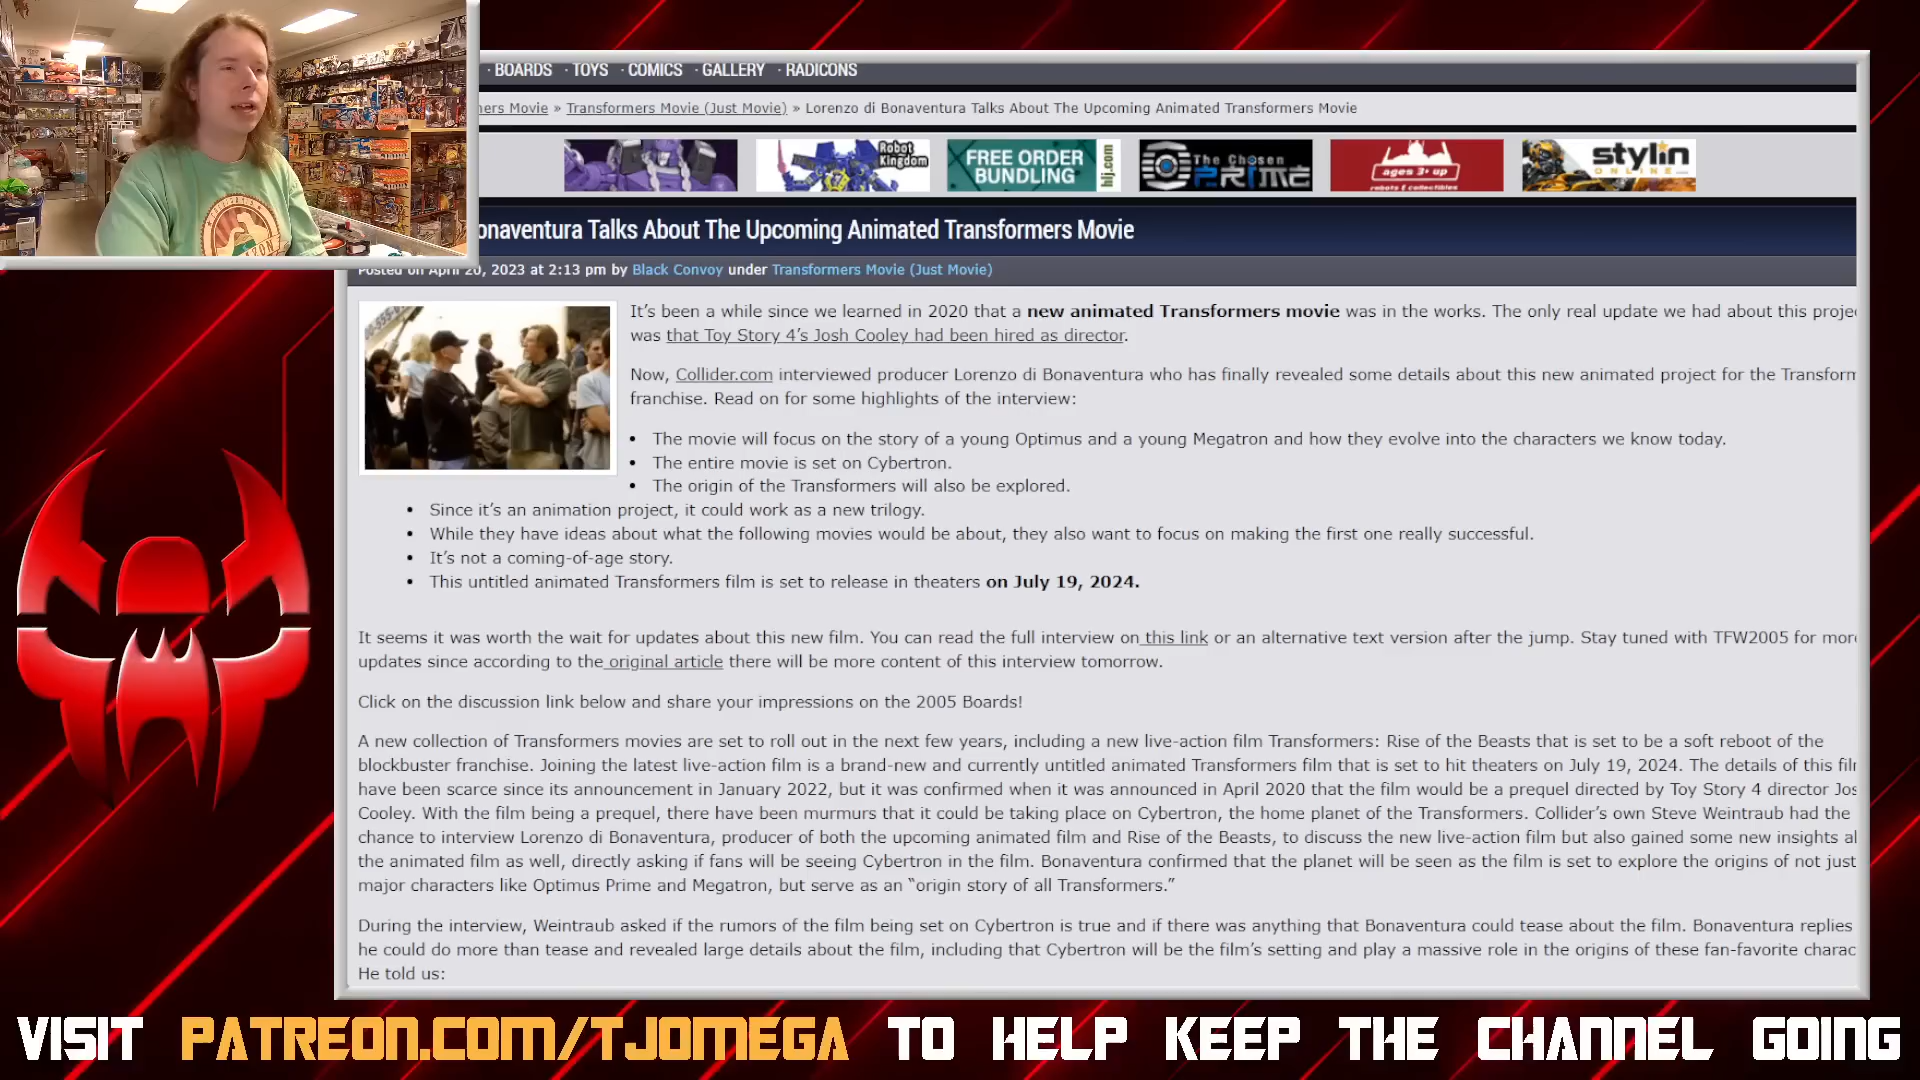 · BOARDS · TOYS · COMICS · GALLERY · RADICONS
ers Movie » Transformers Movie (Just Movie) » Lorenzo di Bonaventura Talks About The Upcoming Animated Transformers Movie
Robot Kingdom
FREE ORDER BUNDLING hlj.com
The Chosen PRIME
ages 3+ up
robots & collectibles
stylin
ONLINE
onaventura Talks About The Upcoming Animated Transformers Movie
Posted on April 20, 2023 at 2:13 pm by Black Convoy under Transformers Movie (Just Movie)
It's been a while since we learned in 2020 that a new animated Transformers movie was in the works. The only real update we had about this projec
was that Toy Story 4's Josh Cooley had been hired as director.
Now, Collider.com interviewed producer Lorenzo di Bonaventura who has finally revealed some details about this new animated project for the Transform
franchise. Read on for some highlights of the interview:
• The movie will focus on the story of a young Optimus and a young Megatron and how they evolve into the characters we know today.
• The entire movie is set on Cybertron.
• The origin of the Transformers will also be explored.
• Since it's an animation project, it could work as a new trilogy.
• While they have ideas about what the following movies would be about, they also want to focus on making the first one really successful.
• It's not a coming-of-age story.
• This untitled animated Transformers film is set to release in theaters on July 19, 2024.
It seems it was worth the wait for updates about this new film. You can read the full interview on this link or an alternative text version after the jump. Stay tuned with TFW2005 for more
updates since according to the original article there will be more content of this interview tomorrow.
Click on the discussion link below and share your impressions on the 2005 Boards!
A new collection of Transformers movies are set to roll out in the next few years, including a new live-action film Transformers: Rise of the Beasts that is set to be a soft reboot of the
blockbuster franchise. Joining the latest live-action film is a brand-new and currently untitled animated Transformers film that is set to hit theaters on July 19, 2024. The details of this fil
have been scarce since its announcement in January 2022, but it was confirmed when it was announced in April 2020 that the film would be a prequel directed by Toy Story 4 director Jos
Cooley. With the film being a prequel, there have been murmurs that it could be taking place on Cybertron, the home planet of the Transformers. Collider's own Steve Weintraub had the
chance to interview Lorenzo di Bonaventura, producer of both the upcoming animated film and Rise of the Beasts, to discuss the new live-action film but also gained some new insights a
the animated film as well, directly asking if fans will be seeing Cybertron in the film. Bonaventura confirmed that the planet will be seen as the film is set to explore the origins of not just
major characters like Optimus Prime and Megatron, but serve as an "origin story of all Transformers."
During the interview, Weintraub asked if the rumors of the film being set on Cybertron is true and if there was anything that Bonaventura could tease about the film. Bonaventura replies
he could do more than tease and revealed large details about the film, including that Cybertron will be the film's setting and play a massive role in the origins of these fan-favorite charac
He told us:
VISIT PATREON.COM/TJOMEGA TO HELP KEEP THE CHANNEL GOING